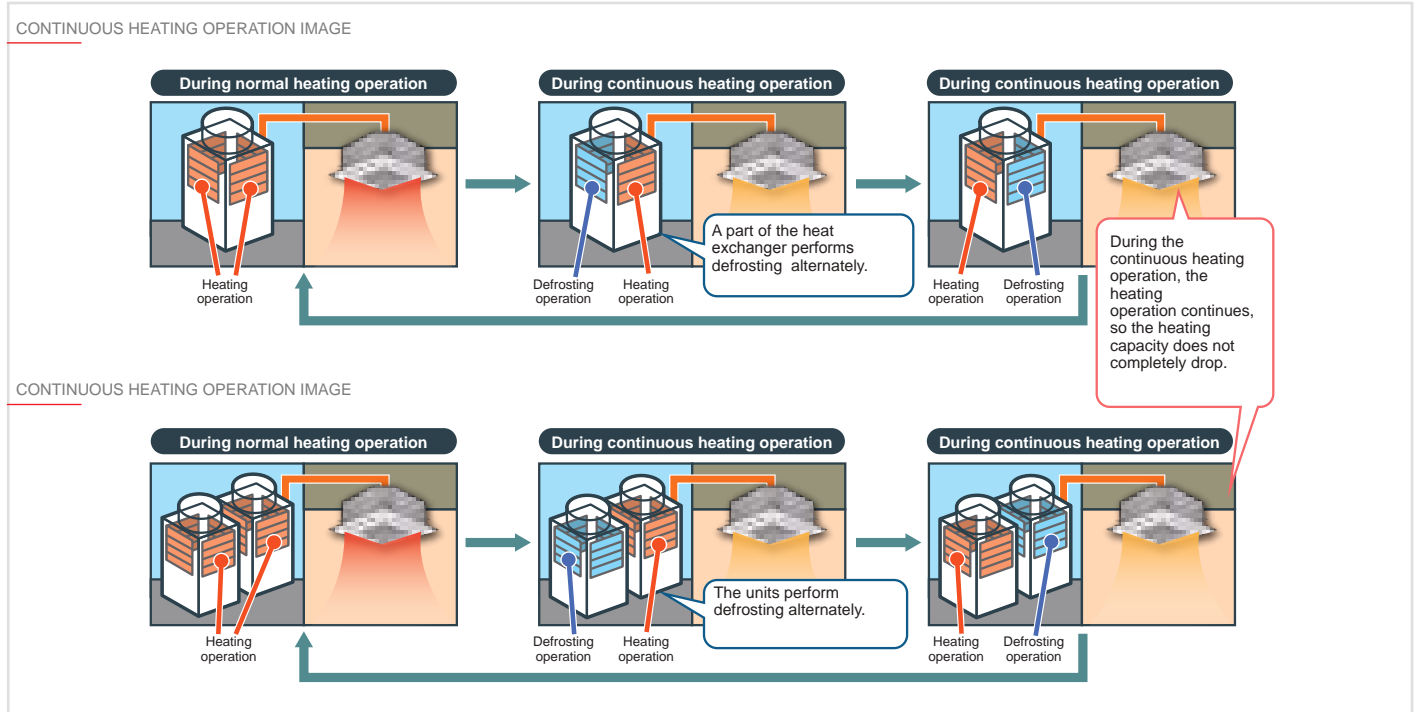 CONTINUOUS HEATING OPERATION IMAGE
During normal heating operation
During continuous heating operation
During continuous heating operation
Heating
operation
Defrosting
operation
Heating
operation
A part of the heat
exchanger performs
defrosting  alternately.
Heating
operation
Defrosting
operation
During the
continuous heating
operation, the
heating
operation continues,
so the heating
capacity does not
completely drop.
CONTINUOUS HEATING OPERATION IMAGE
During normal heating operation
During continuous heating operation
During continuous heating operation
Heating
operation
Defrosting
operation
Heating
operation
The units perform
defrosting alternately.
Heating
operation
Defrosting
operation